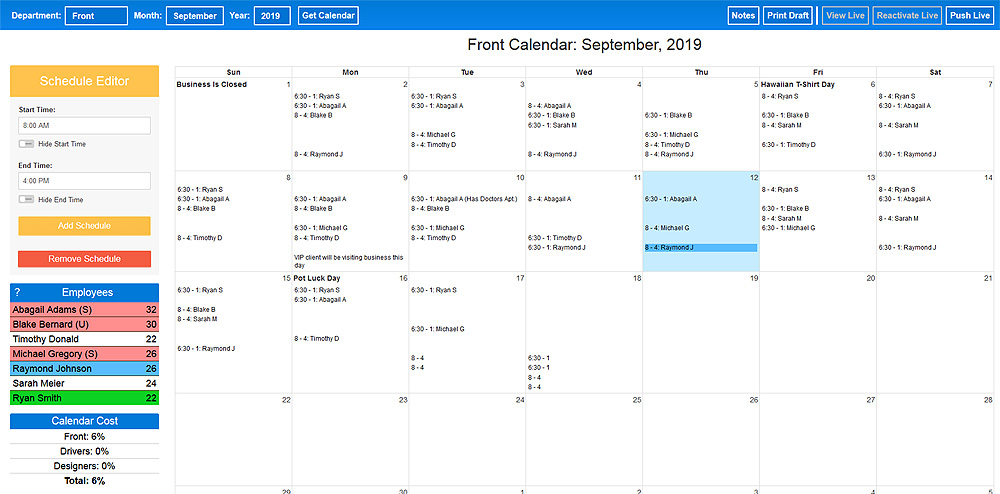 Department: Front Month: September Year: 2019 Get Calendar Notes Print Draft View Live Reactivate Live Push Live
Front Calendar: September, 2019
Schedule Editor
Start Time:
8:00 AM
Hide Start Time
End Time:
4:00 PM
Hide End Time
Add Schedule
Remove Schedule
? Employees
Abagail Adams (S) 32
Blake Bernard (U) 30
Timothy Donald 22
Michael Gregory (S) 26
Raymond Johnson 26
Sarah Meier 24
Ryan Smith 22
Calendar Cost
Front: 6%
Drivers: 0%
Designers: 0%
Total: 6%
Sun Mon Tue Wed Thu Fri Sat
Business Is Closed 1
2
6:30 - 1: Ryan S
6:30 - 1: Abagail A
8 - 4: Blake B
8 - 4: Raymond J
3
6:30 - 1: Ryan S
6:30 - 1: Abagail A
8 - 4: Michael G
8 - 4: Timothy D
4
8 - 4: Abagail A
6:30 - 1: Blake B
6:30 - 1: Sarah M
8 - 4: Raymond J
5
6:30 - 1: Blake B
6:30 - 1: Michael G
8 - 4: Timothy D
8 - 4: Raymond J
Hawaiian T-Shirt Day 6
8 - 4: Ryan S
8 - 4: Blake B
8 - 4: Sarah M
6:30 - 1: Timothy D
7
8 - 4: Ryan S
6:30 - 1: Abagail A
8 - 4: Sarah M
6:30 - 1: Raymond J
8
6:30 - 1: Ryan S
6:30 - 1: Abagail A
8 - 4: Blake B
8 - 4: Timothy D
9
6:30 - 1: Abagail A
8 - 4: Blake B
6:30 - 1: Michael G
8 - 4: Timothy D
VIP client will be visiting business this
day
10
6:30 - 1: Abagail A (Has Doctors Apt.)
8 - 4: Blake B
6:30 - 1: Michael G
8 - 4: Timothy D
11
8 - 4: Abagail A
6:30 - 1: Timothy D
6:30 - 1: Raymond J
12
6:30 - 1: Abagail A
8 - 4: Michael G
8 - 4: Raymond J
13
8 - 4: Ryan S
6:30 - 1: Blake B
8 - 4: Sarah M
6:30 - 1: Michael G
14
8 - 4: Ryan S
6:30 - 1: Abagail A
8 - 4: Sarah M
6:30 - 1: Raymond J
15
6:30 - 1: Ryan S
8 - 4: Blake B
8 - 4: Sarah M
6:30 - 1: Raymond J
Pot Luck Day 16
6:30 - 1: Ryan S
6:30 - 1: Abagail A
8 - 4: Timothy D
17
6:30 - 1: Ryan S
6:30 - 1: Michael G
8 - 4
8 - 4
18
6:30 - 1
6:30 - 1
8 - 4
8 - 4
19
20
21
22
23
24
25
26
27
28
29
30
1
2
3
4
5